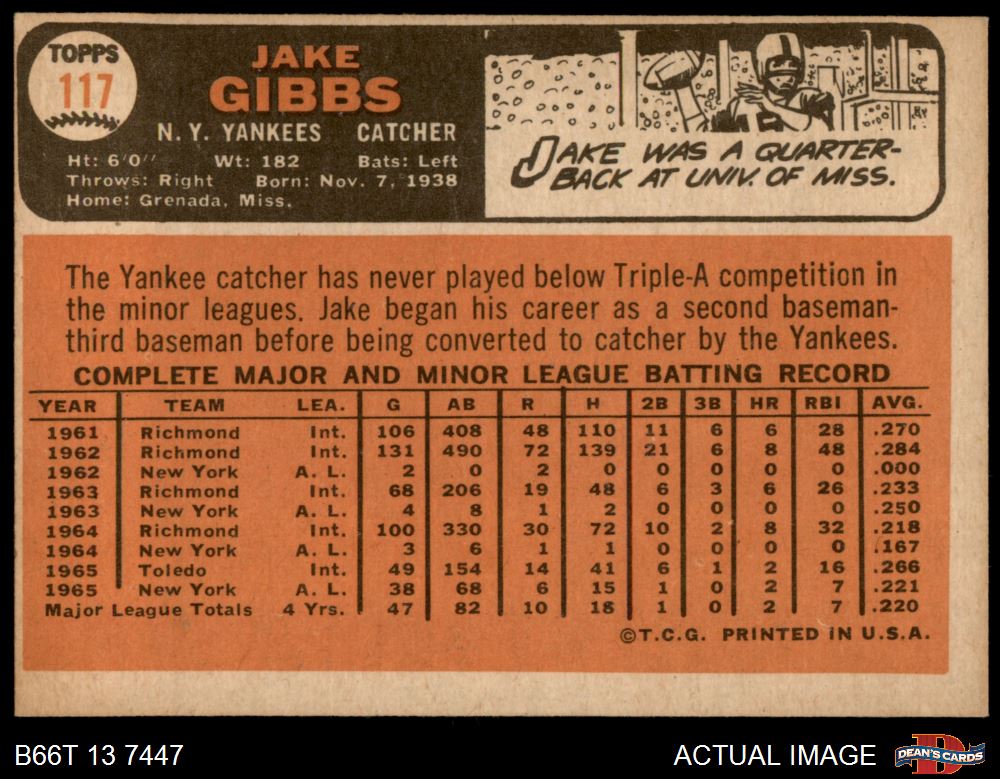 TOPPS
117
JAKE
GIBBS
N. Y. YANKEES CATCHER
Ht: 6'0" Wt: 182 Bats: Left
Throws: Right Born: Nov. 7, 1938
Home: Grenada, Miss.
JAKE WAS A QUARTER-
BACK AT UNIV. OF MISS.
The Yankee catcher has never played below Triple-A competition in
the minor leagues. Jake began his career as a second baseman-
third baseman before being converted to catcher by the Yankees.
COMPLETE MAJOR AND MINOR LEAGUE BATTING RECORD
YEAR TEAM LEA. G AB R H 2B 3B HR RBI AVG.
1961 Richmond Int. 106 408 48 110 11 6 6 28 .270
1962 Richmond Int. 131 490 72 139 21 6 8 48 .284
1962 New York A. L. 2 0 2 0 0 0 0 0 .000
1963 Richmond Int. 68 206 19 48 6 3 6 26 .233
1963 New York A. L. 4 8 1 2 0 0 0 0 .250
1964 Richmond Int. 100 330 30 72 10 2 8 32 .218
1964 New York A. L. 3 6 1 1 0 0 0 0 .167
1965 Toledo Int. 49 154 14 41 6 1 2 16 .266
1965 New York A. L. 38 68 6 15 1 0 2 7 .221
Major League Totals 4 Yrs. 47 82 10 18 1 0 2 7 .220
©T.C.G. PRINTED IN U.S.A.
B66T 13 7447 ACTUAL IMAGE DEAN'S CARDS